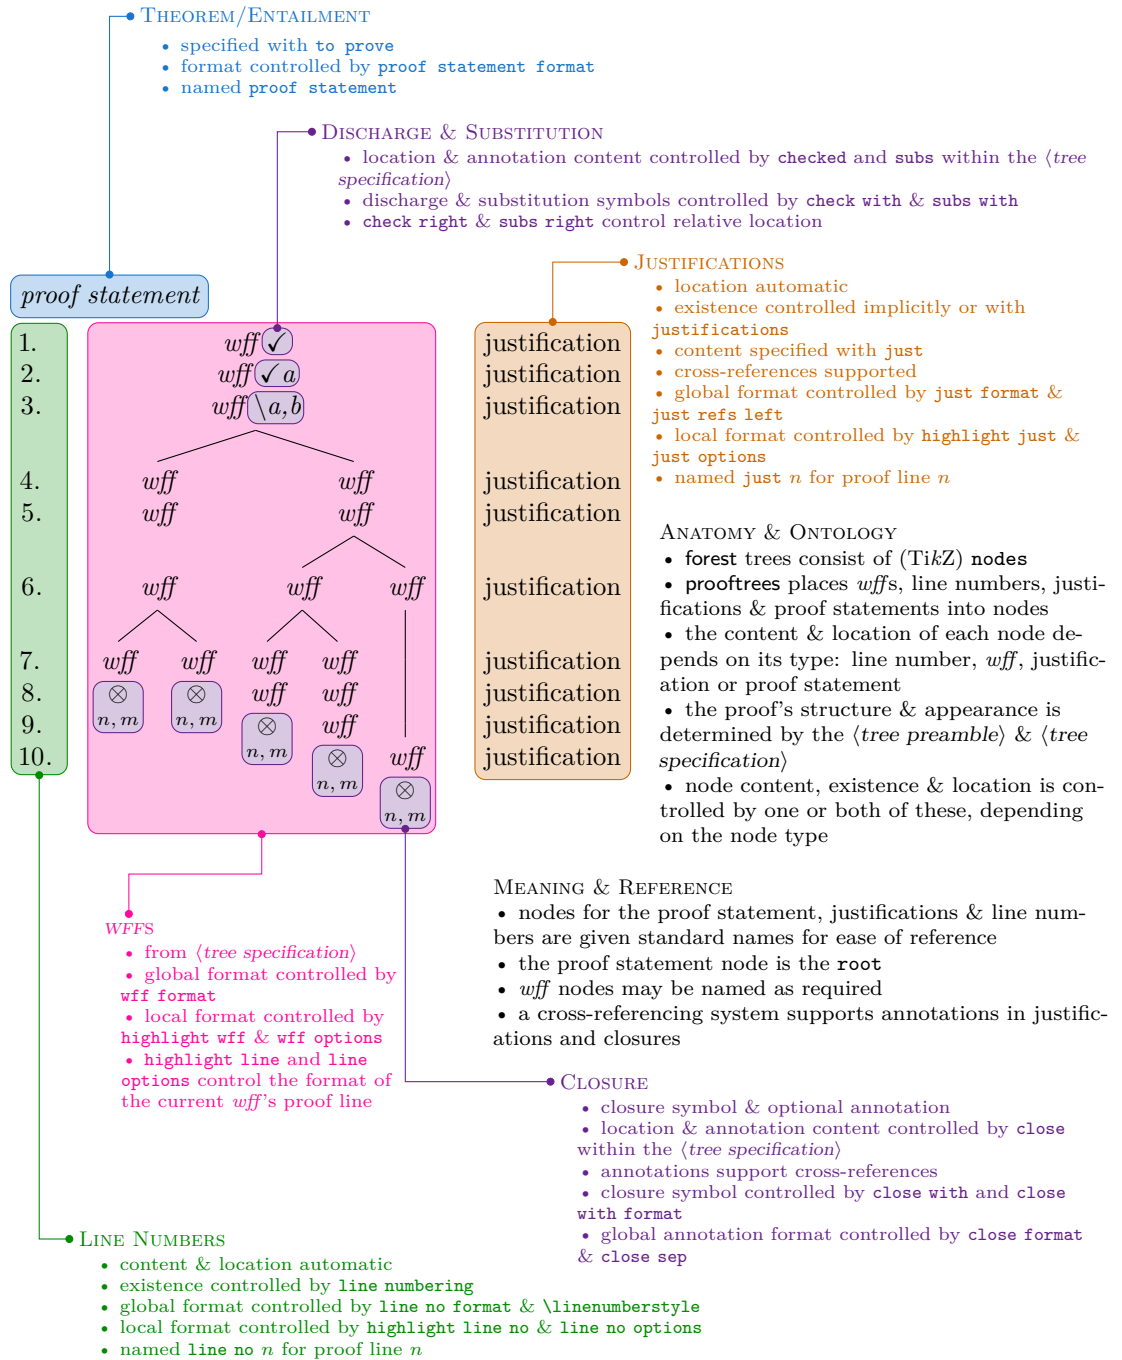 THEOREM/ENTAILMENT
• specified with to prove
• format controlled by proof statement format
• named proof statement
DISCHARGE & SUBSTITUTION
• location & annotation content controlled by checked and subs within the ⟨tree
specification⟩
• discharge & substitution symbols controlled by check with & subs with
• check right & subs right control relative location
JUSTIFICATIONS
• location automatic
• existence controlled implicitly or with
justifications
• content specified with just
• cross-references supported
• global format controlled by just format &
just refs left
• local format controlled by highlight just &
just options
• named just n for proof line n
proof statement
1. wff ✓ justification
2. wff ✓ a justification
3. wff \a,b justification
4. wff wff justification
5. wff wff justification
6. wff wff wff justification
7. wff wff wff wff justification
8. ⊗ ⊗ wff wff justification
n, m n, m
9. ⊗ wff justification
n, m
10. ⊗ wff justification
n, m
⊗
n, m
ANATOMY & ONTOLOGY
• forest trees consist of (TikZ) nodes
• prooftrees places wffs, line numbers, justi-
fications & proof statements into nodes
• the content & location of each node de-
pends on its type: line number, wff, justific-
ation or proof statement
• the proof's structure & appearance is
determined by the ⟨tree preamble⟩ & ⟨tree
specification⟩
• node content, existence & location is con-
trolled by one or both of these, depending
on the node type
MEANING & REFERENCE
• nodes for the proof statement, justifications & line num-
bers are given standard names for ease of reference
• the proof statement node is the root
• wff nodes may be named as required
• a cross-referencing system supports annotations in justific-
ations and closures
WFFS
• from ⟨tree specification⟩
• global format controlled by
wff format
• local format controlled by
highlight wff & wff options
• highlight line and line
options control the format of
the current wff's proof line
CLOSURE
• closure symbol & optional annotation
• location & annotation content controlled by close
within the ⟨tree specification⟩
• annotations support cross-references
• closure symbol controlled by close with and close
with format
• global annotation format controlled by close format
& close sep
LINE NUMBERS
• content & location automatic
• existence controlled by line numbering
• global format controlled by line no format & \linenumberstyle
• local format controlled by highlight line no & line no options
• named line no n for proof line n